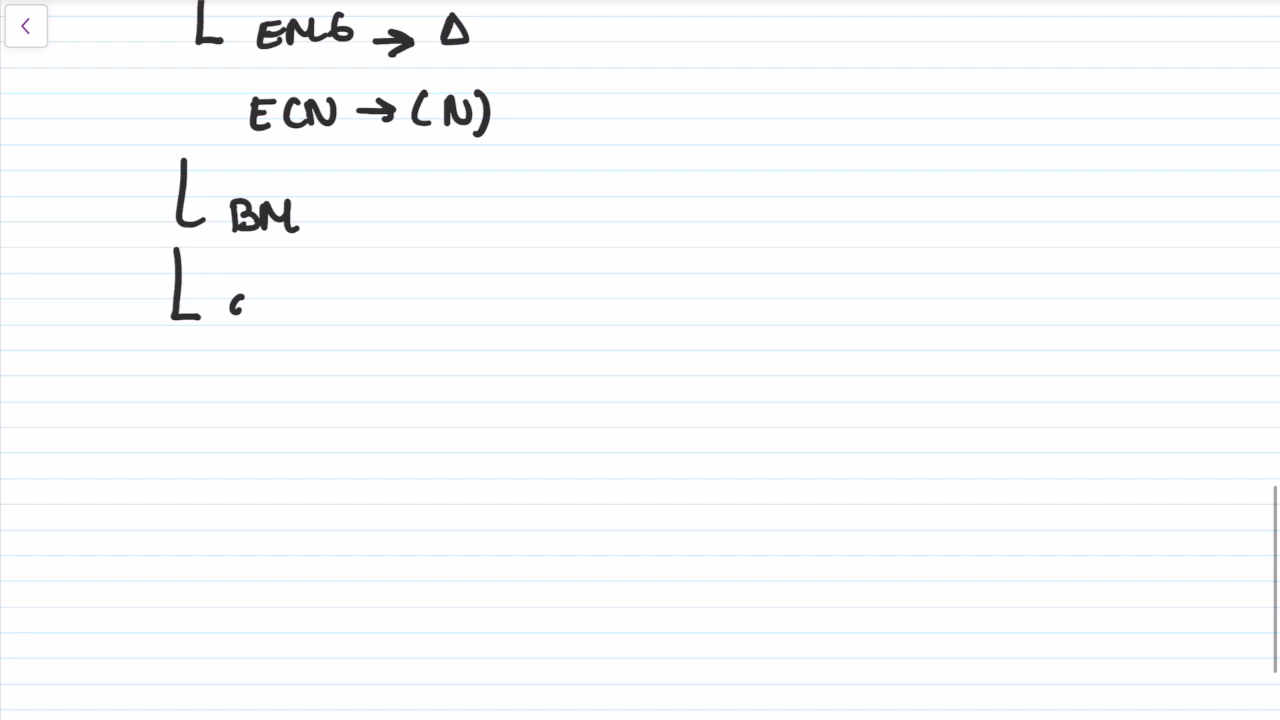 ENG → Δ
ECN → (N)
BM